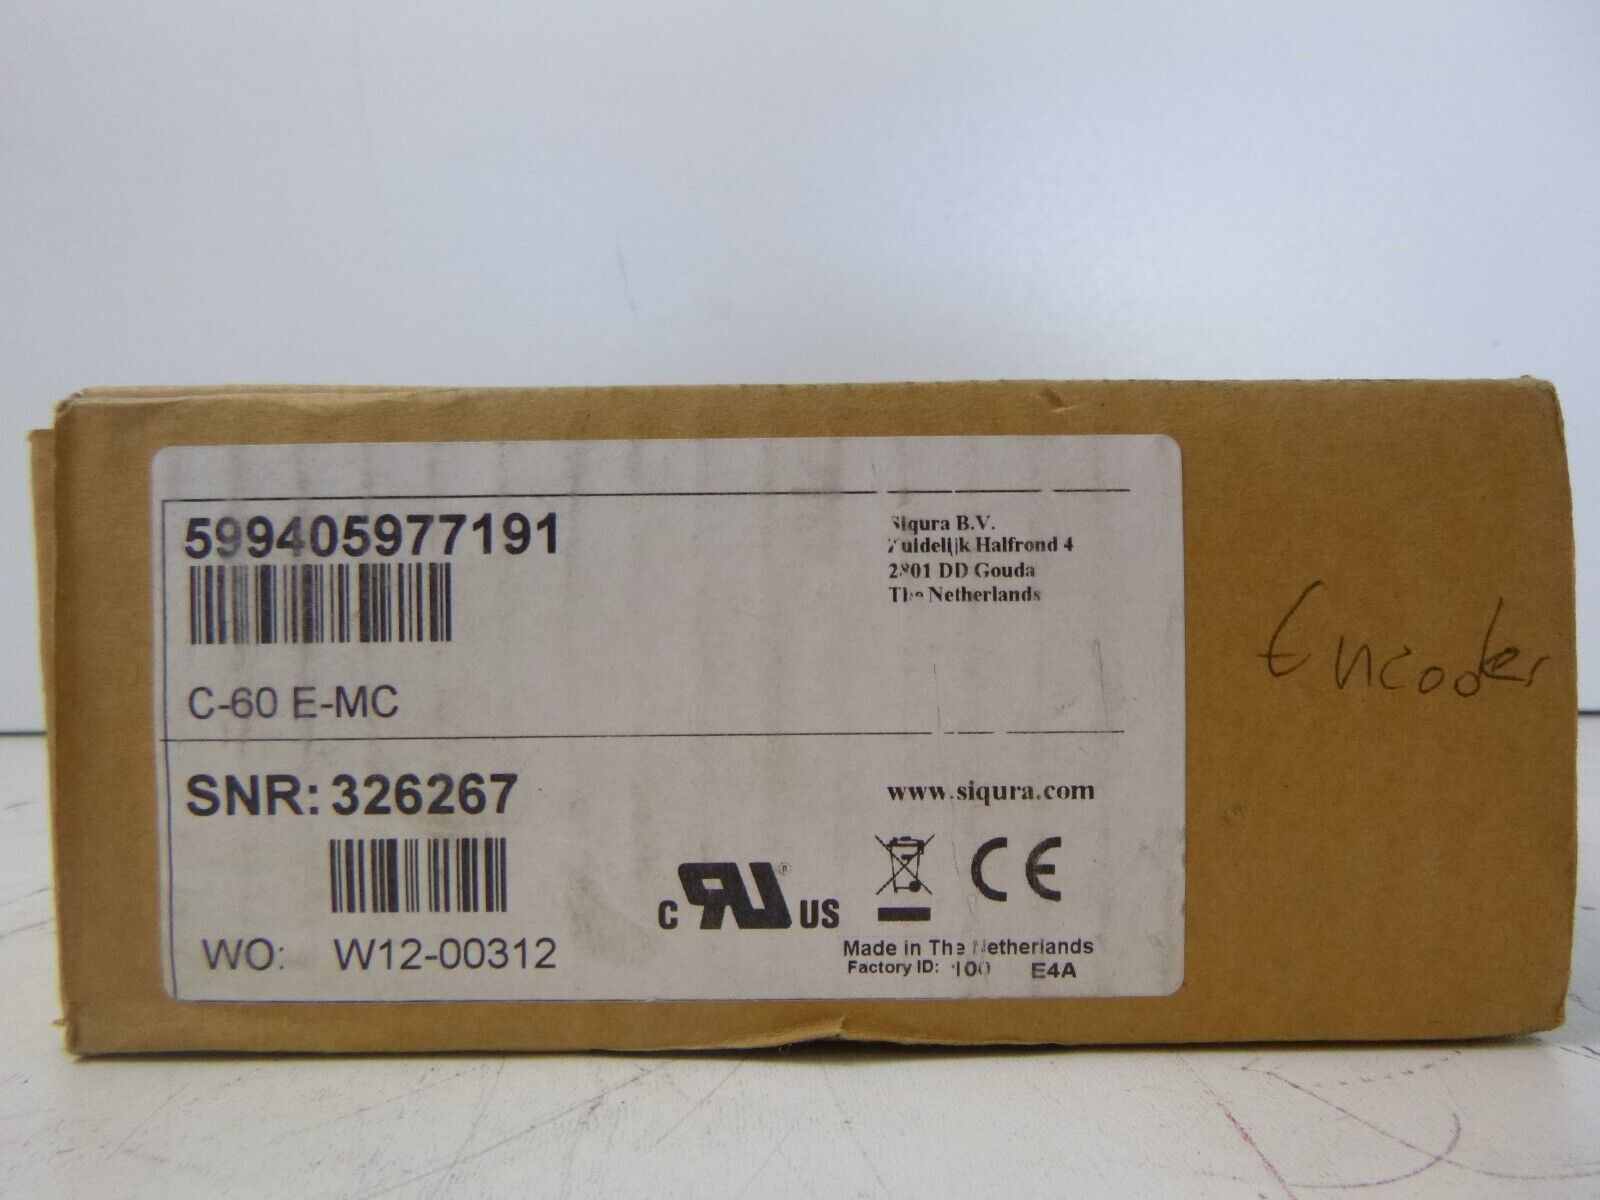 599405977191
Siqura B.V.
Zuidelijk Halfrond 4
2801 DD Gouda
The Netherlands
C-60 E-MC
Encoder
SNR: 326267
www.siqura.com
c RU ® US
CE
WO: W12-00312
Made in The Netherlands
Factory ID: 100 E4A